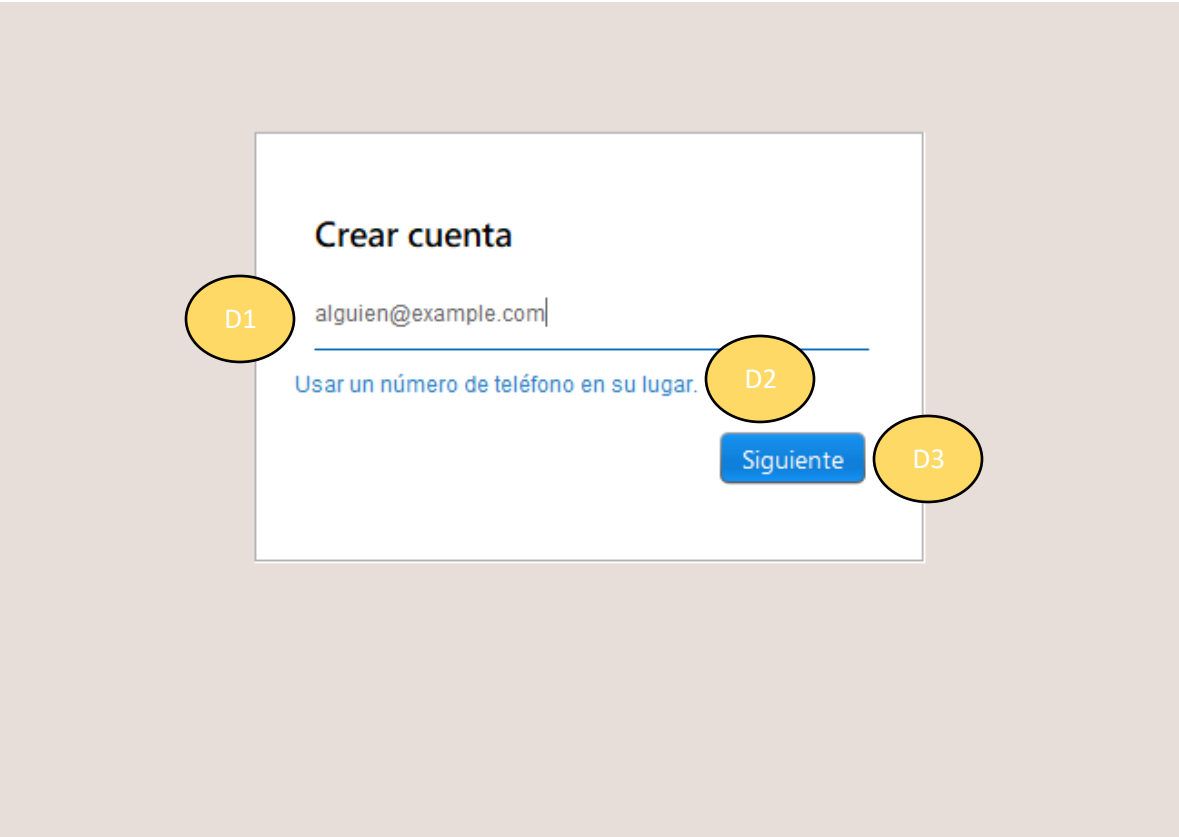 Crear cuenta
D1
alguien@example.com
Usar un número de teléfono en su lugar.
D2
Siguiente
D3